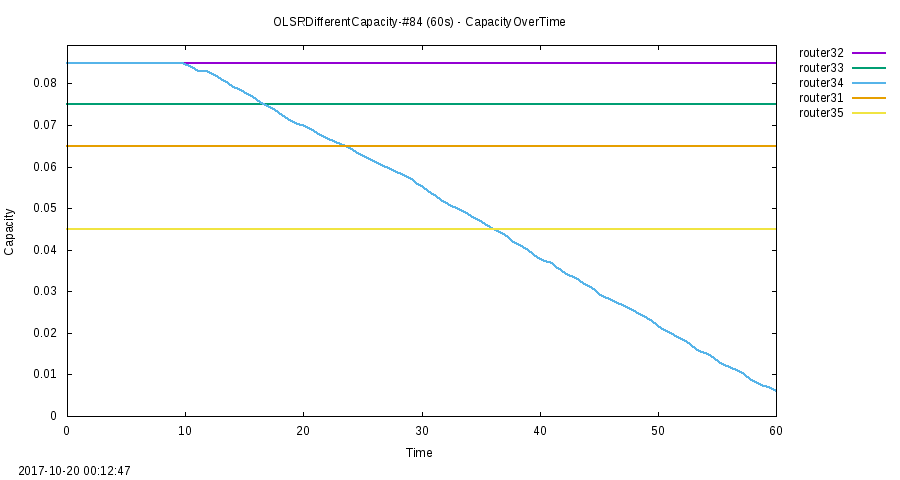 OLSRDifferentCapacity-#84 (60s) - CapacityOverTime
router32
router33
router34
router31
router35
0.08
0.07
0.06
0.05
0.04
0.03
0.02
0.01
0
Capacity
0 10 20 30 40 50 60
Time
2017-10-20 00:12:47